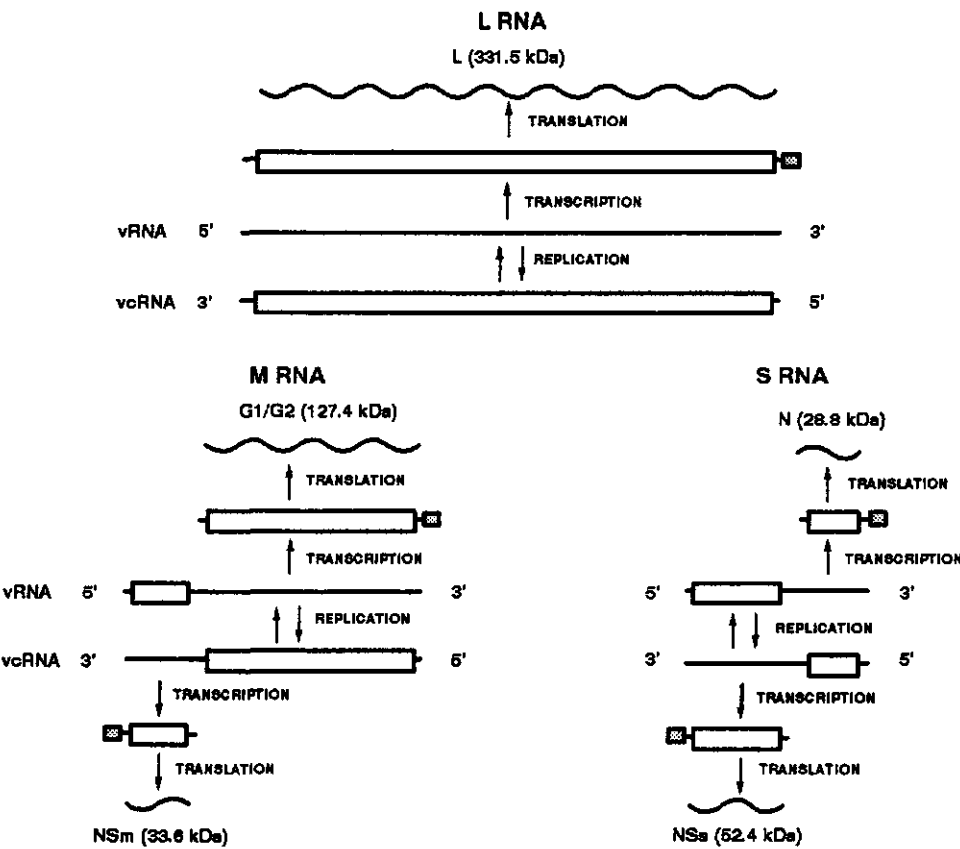 L RNA
L (331.5 kDa)
TRANSLATION
TRANSCRIPTION
vRNA 5' 3'
REPLICATION
vcRNA 3' 5'
M RNA
G1/G2 (127.4 kDa)
TRANSLATION
TRANSCRIPTION
vRNA 5' 3'
REPLICATION
vcRNA 3' 5'
TRANSCRIPTION
TRANSLATION
NSm (33.6 kDa)
S RNA
N (28.8 kDa)
TRANSLATION
TRANSCRIPTION
5' 3'
REPLICATION
3' 5'
TRANSCRIPTION
TRANSLATION
NSs (52.4 kDa)